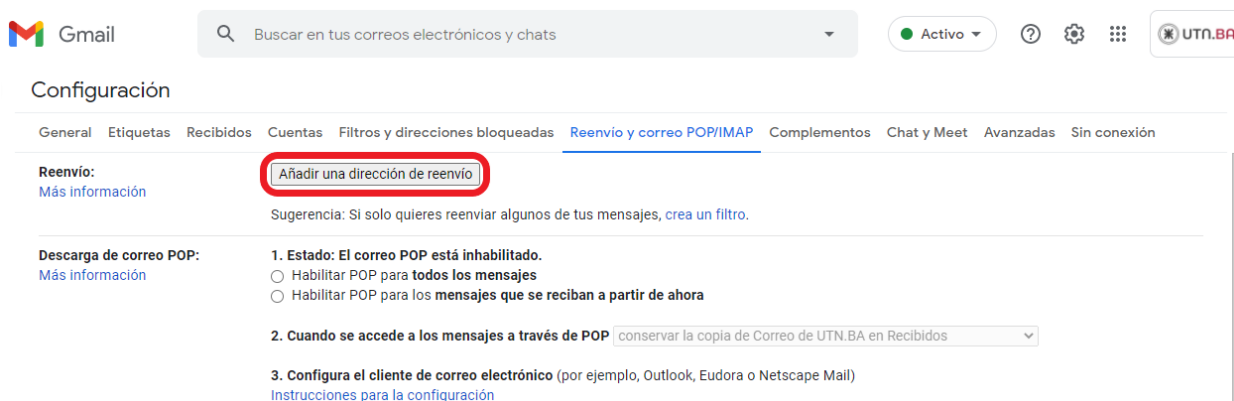 Gmail
Buscar en tus correos electrónicos y chats
Activo
UTN.BA
Configuración
General Etiquetas Recibidos Cuentas Filtros y direcciones bloqueadas Reenvío y correo POP/IMAP Complementos Chat y Meet Avanzadas Sin conexión
Reenvío:
Más información
Añadir una dirección de reenvío
Sugerencia: Si solo quieres reenviar algunos de tus mensajes, crea un filtro.
Descarga de correo POP:
Más información
1. Estado: El correo POP está inhabilitado.
Habilitar POP para todos los mensajes
Habilitar POP para los mensajes que se reciban a partir de ahora
2. Cuando se accede a los mensajes a través de POP conservar la copia de Correo de UTN.BA en Recibidos
3. Configura el cliente de correo electrónico (por ejemplo, Outlook, Eudora o Netscape Mail)
Instrucciones para la configuración